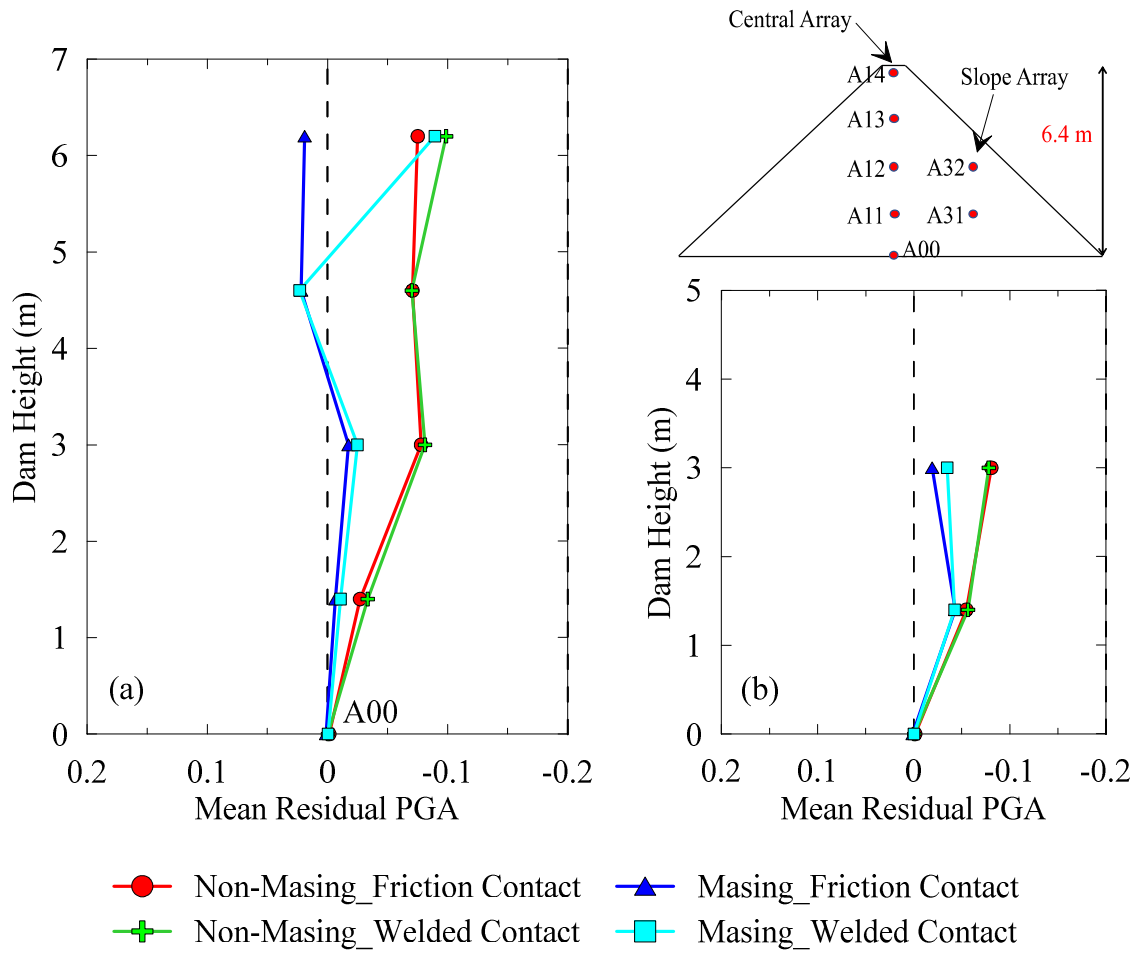 Central Array
Slope Array
A14
A13
A12
A32
A11
A31
A00
6.4 m
7
6
5
4
3
2
1
0
Dam Height (m)
(a)
A00
0.2
0.1
0
-0.1
-0.2
Mean Residual PGA
5
4
3
2
1
0
Dam Height (m)
(b)
0.2
0.1
0
-0.1
-0.2
Mean Residual PGA
Non-Masing_Friction Contact
Masing_Friction Contact
Non-Masing_Welded Contact
Masing_Welded Contact